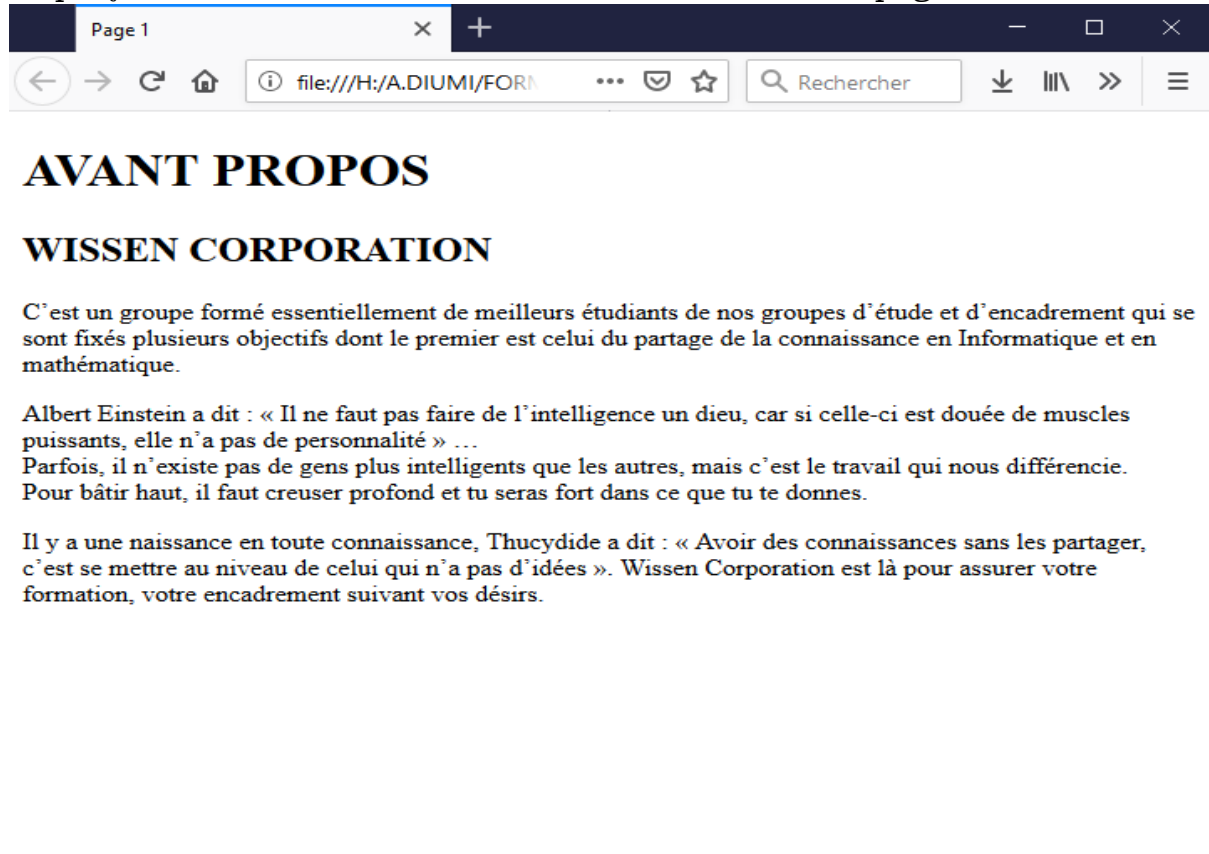 Page 1
file:///H:/A.DIUMI/FORM
Rechercher
AVANT PROPOS
WISSEN CORPORATION
C’est un groupe formé essentiellement de meilleurs étudiants de nos groupes d’étude et d’encadrement qui se
sont fixés plusieurs objectifs dont le premier est celui du partage de la connaissance en Informatique et en
mathématique.
Albert Einstein a dit : « Il ne faut pas faire de l’intelligence un dieu, car si celle-ci est douée de muscles
puissants, elle n’a pas de personnalité » …
Parfois, il n’existe pas de gens plus intelligents que les autres, mais c’est le travail qui nous différencie.
Pour bâtir haut, il faut creuser profond et tu seras fort dans ce que tu te donnes.
Il y a une naissance en toute connaissance, Thucydide a dit : « Avoir des connaissances sans les partager,
c’est se mettre au niveau de celui qui n’a pas d’idées ». Wissen Corporation est là pour assurer votre
formation, votre encadrement suivant vos désirs.